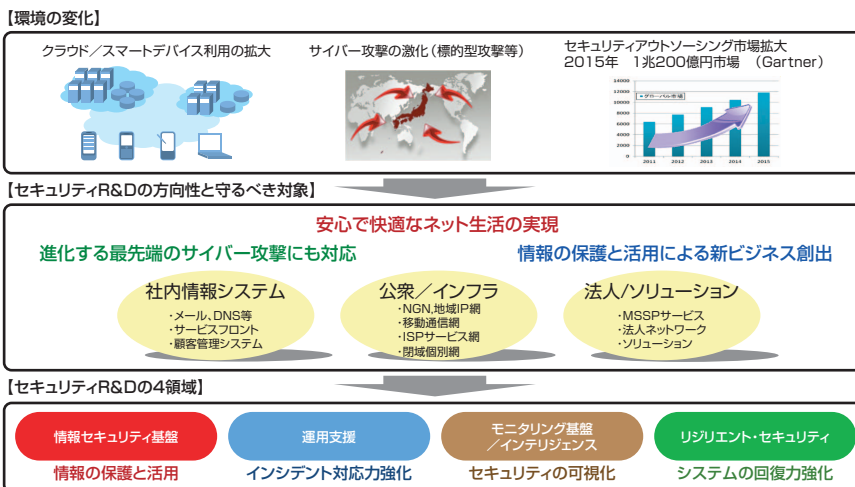 【環境の変化】
クラウド／スマートデバイス利用の拡大
サイバー攻撃の激化（標的型攻撃等）
セキュリティアウトソーシング市場拡大
2015年　1兆200億円市場　（Gartner）
14000
12000
10000
8000
6000
4000
2000
0
グローバル市場
2011
2012
2013
2014
2015
【セキュリティR&Dの方向性と守るべき対象】
安心で快適なネット生活の実現
進化する最先端のサイバー攻撃にも対応
情報の保護と活用による新ビジネス創出
社内情報システム
・メール、DNS等
・サービスフロント
・顧客管理システム
公衆／インフラ
・NGN,地域IP網
・移動通信網
・ISPサービス網
・閉域個別網
法人/ソリューション
・MSSPサービス
・法人ネットワーク
・ソリューション
【セキュリティR&Dの4領域】
情報セキュリティ基盤
情報の保護と活用
運用支援
インシデント対応力強化
モニタリング基盤
／インテリジェンス
セキュリティの可視化
リジリエント・セキュリティ
システムの回復力強化